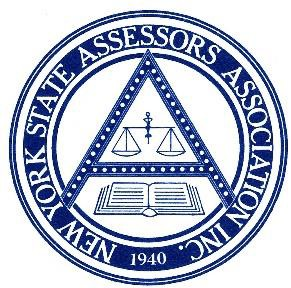 NEW YORK STATE ASSESSORS ASSOCIATION INC.
1940